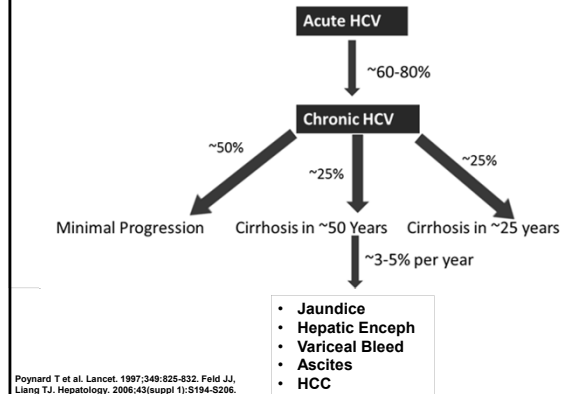 Acute HCV
~60-80%
Chronic HCV
~50%
~25%
~25%
Minimal Progression
Cirrhosis in ~50 Years
Cirrhosis in ~25 years
~3-5% per year
• Jaundice
• Hepatic Enceph
• Variceal Bleed
• Ascites
• HCC
Poynard T et al. Lancet. 1997;349:825-832. Feld JJ,
Liang TJ. Hepatology. 2006;43(suppl 1):S194-S206.